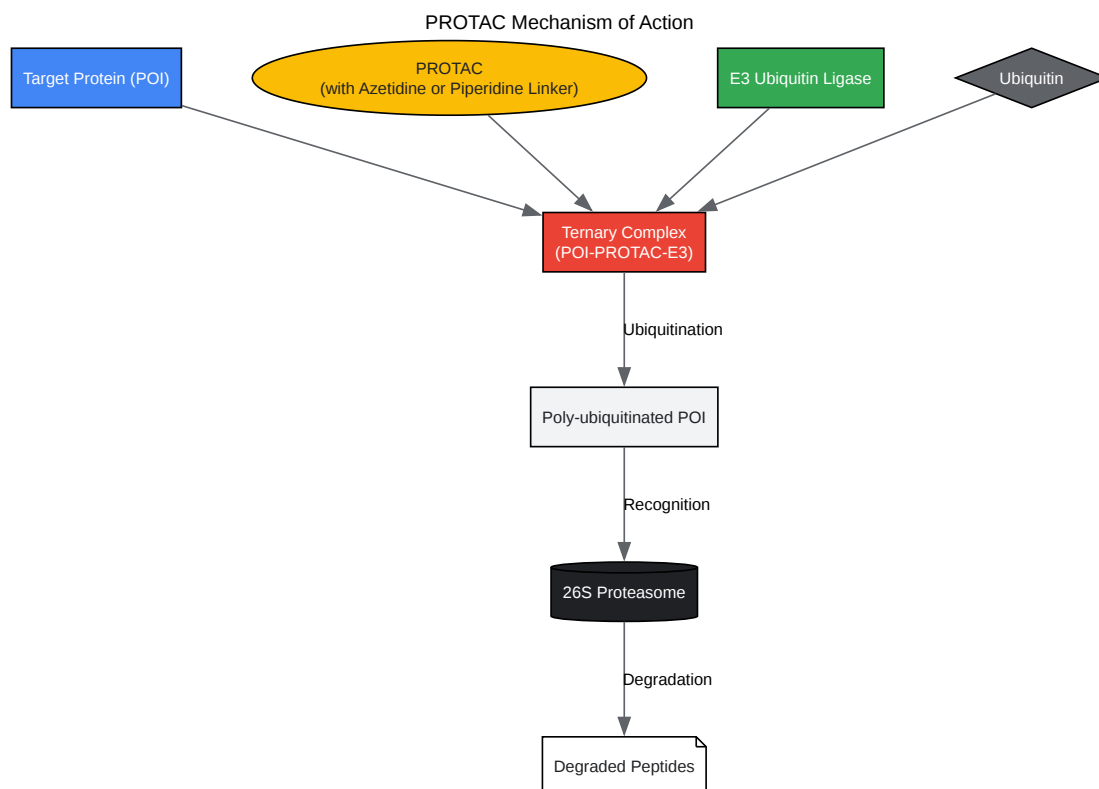 PROTAC Mechanism of Action
Target Protein (POI)
PROTAC
(with Azetidine or Piperidine Linker)
E3 Ubiquitin Ligase
Ubiquitin
Ternary Complex
(POI-PROTAC-E3)
Ubiquitination
Poly-ubiquitinated POI
Recognition
26S Proteasome
Degradation
Degraded Peptides